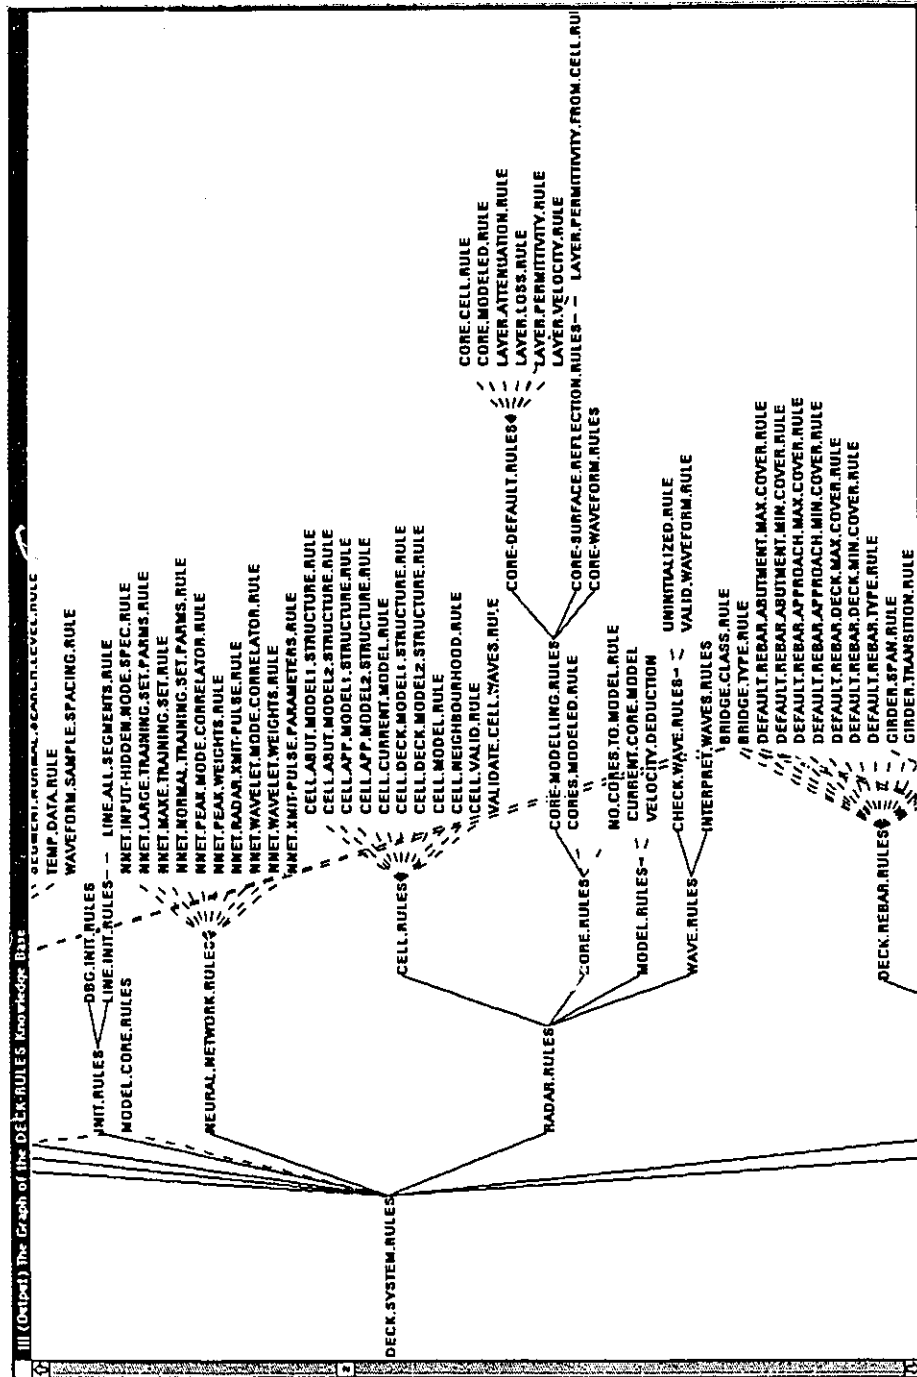 III (Output) The Graph of the DECK-RULES Knowledge Base
SEGMENT.NORMAL.SCALH.LEVEL.RULE
TEMP.DATA.RULE
WAVEFORM.SAMPLE.SPACING.RULE
DBG.INIT.RULES
INIT.RULES
LINE.INIT.RULES
LINE.ALL.SEGMENTS.RULE
MODEL.CORE.RULES
NNET.INPUT-HIDDEN.NODE.SPEC.RULE
NNET.LARGE.TRAINING.SET.PARMS.RULE
NNET.MAKE.TRAINING.SET.RULE
NNET.NORMAL.TRAINING.SET.PARMS.RULE
NNET.PEAK.MODE.CORRELATOR.RULE
NEURAL.NETWORK.RULES
NNET.PEAK.WEIGHTS.RULE
NNET.RADAR.XMIT-PULSE.RULE
NNET.WAVELET.MODE.CORRELATOR.RULE
NNET.WAVELET.WEIGHTS.RULE
NNET.XMIT-PULSE.PARAMETERS.RULE
CELL.ABUT.MODEL1.STRUCTURE.RULE
CELL.ABUT.MODEL2.STRUCTURE.RULE
CELL.APP.MODEL1.STRUCTURE.RULE
CELL.APP.MODEL2.STRUCTURE.RULE
CELL.CURRENT.MODEL.RULE
CELL.RULES
CELL.DECK.MODEL1.STRUCTURE.RULE
CELL.DECK.MODEL2.STRUCTURE.RULE
CELL.MODEL.RULE
CELL.NEIGHBOURHOOD.RULE
CELL.VALID.RULE
VALIDATE.CELL.WAVES.RULE
DECK.SYSTEM.RULES
CORE.CELL.RULE
CORE.MODELED.RULE
LAYER.ATTENUATION.RULE
CORE-DEFAULT.RULES
LAYER.LOSS.RULE
LAYER.PERMITTIVITY.RULE
LAYER.VELOCITY.RULE
RADAR.RULES
CORE-MODELING.RULES
CORE-SURFACE.REFLECTION.RULES
LAYER.PERMITTIVITY.FROM.CELL.RU
CORES.MODELED.RULE
CORE-WAVEFORM.RULES
CORE.RULES
NO.CORES.TO.MODEL.RULE
CURRENT.CORE.MODEL
MODEL.RULES
VELOCITY.DEDUCTION
CHECK.WAVE.RULES
UNINITIALIZED.RULE
VALID.WAVEFORM.RULE
WAVE.RULES
INTERPRET.WAVES.RULES
BRIDGE.CLASS.RULE
BRIDGE.TYPE.RULE
DEFAULT.REBAR.ABUTMENT.MAX.COVER.RULE
DEFAULT.REBAR.ABUTMENT.MIN.COVER.RULE
DEFAULT.REBAR.APPROACH.MAX.COVER.RULE
DEFAULT.REBAR.APPROACH.MIN.COVER.RULE
DEFAULT.REBAR.DECK.MAX.COVER.RULE
DEFAULT.REBAR.DECK.MIN.COVER.RULE
DECK.REBAR.RULES
DEFAULT.REBAR.TYPE.RULE
GIRDER.SPAN.RULE
GIRDER.TRANSITION.RULE